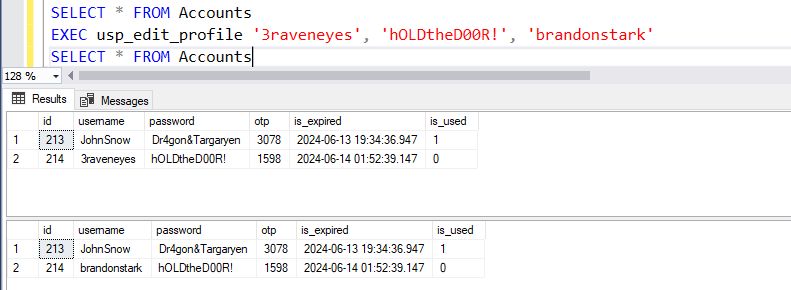 SELECT * FROM Accounts
EXEC usp_edit_profile '3raveneyes', 'hOLDtheD00R!', 'brandonstark'
SELECT * FROM Accounts
128 %
Results Messages
id username password otp is_expired is_used
1 213 JohnSnow Dr4gon&Targaryen 3078 2024-06-13 19:34:36.947 1
2 214 3raveneyes hOLDtheD00R! 1598 2024-06-14 01:52:39.147 0
id username password otp is_expired is_used
1 213 JohnSnow Dr4gon&Targaryen 3078 2024-06-13 19:34:36.947 1
2 214 brandonstark hOLDtheD00R! 1598 2024-06-14 01:52:39.147 0